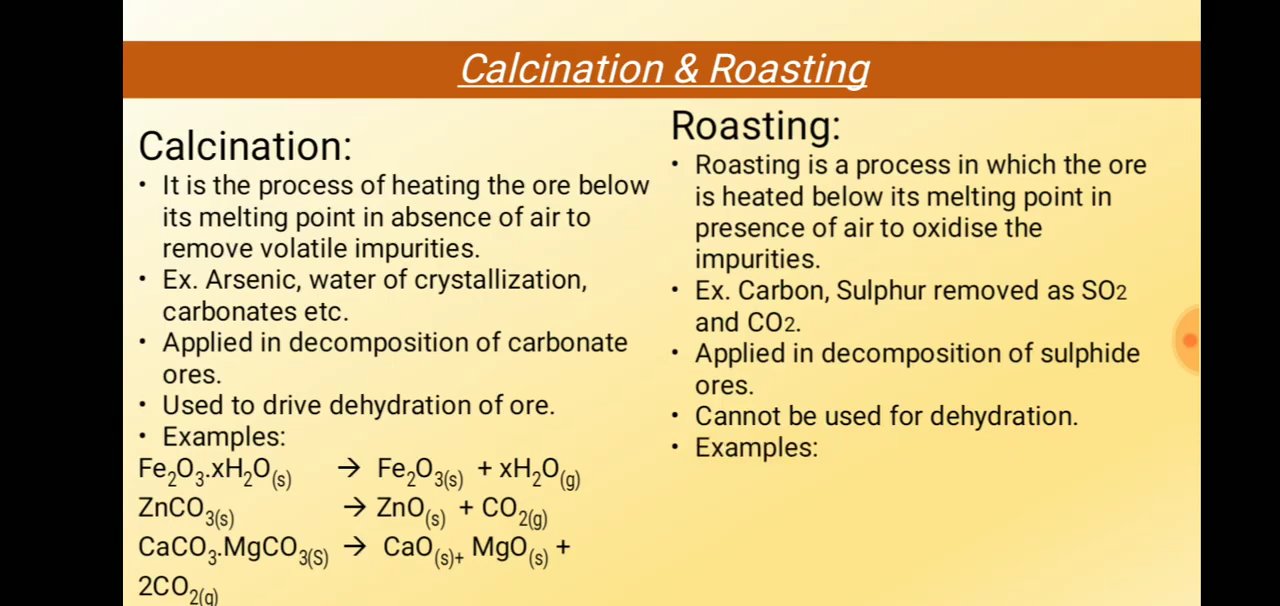 Calcination & Roasting
Calcination:
• It is the process of heating the ore below
its melting point in absence of air to
remove volatile impurities.
• Ex. Arsenic, water of crystallization,
carbonates etc.
• Applied in decomposition of carbonate
ores.
• Used to drive dehydration of ore.
• Examples:
Fe₂O₃.xH₂O₍s₎ → Fe₂O₃₍s₎ + xH₂O₍g₎
ZnCO₃₍s₎ → ZnO₍s₎ + CO₂₍g₎
CaCO₃.MgCO₃₍S₎ → CaO₍s₎₊ MgO₍s₎ +
2CO₂₍g₎
Roasting:
• Roasting is a process in which the ore
is heated below its melting point in
presence of air to oxidise the
impurities.
• Ex. Carbon, Sulphur removed as SO2
and CO2.
• Applied in decomposition of sulphide
ores.
• Cannot be used for dehydration.
• Examples: